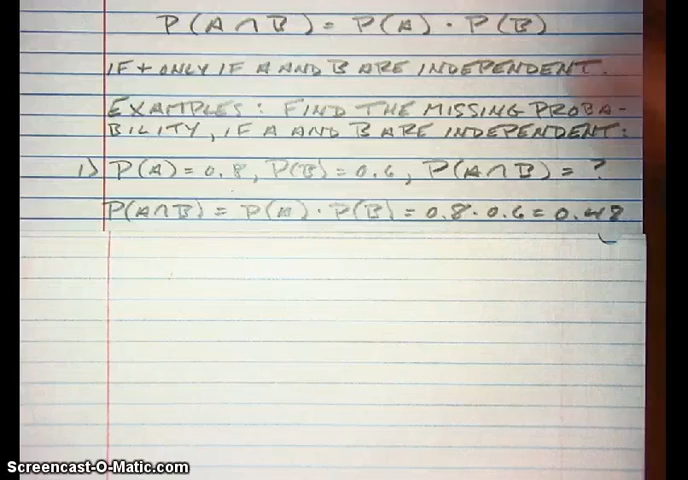 P(A∩B) = P(A) · P(B)
IF + ONLY IF A AND B ARE INDEPENDENT.
EXAMPLES: FIND THE MISSING PROBA-
BILITY, IF A AND B ARE INDEPENDENT:
1) P(A) = 0.8, P(B) = 0.6, P(A∩B) = ?
P(A∩B) = P(A) · P(B) = 0.8 · 0.6 = 0.48
Screencast-O-Matic.com